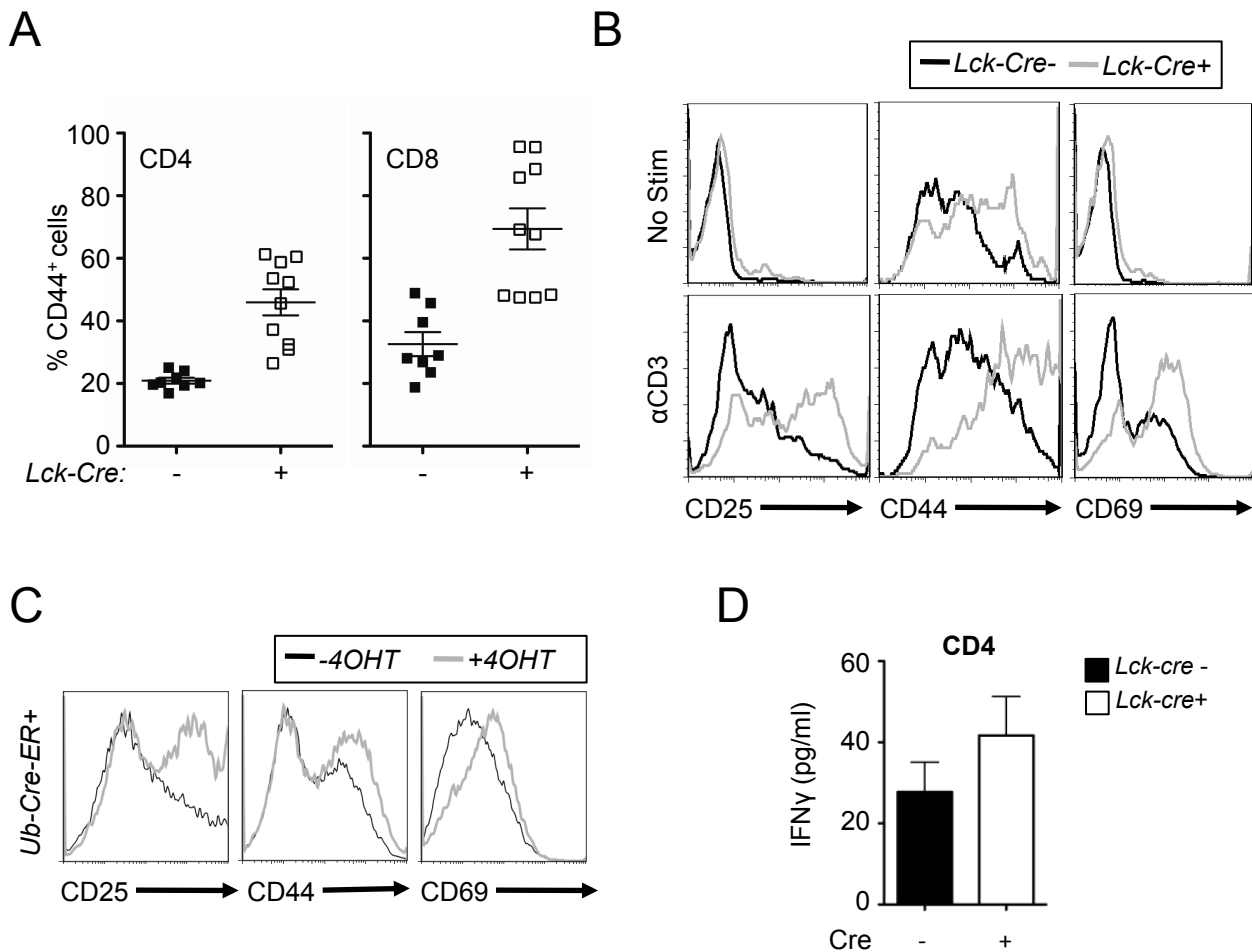 A
100
80
60
40
20
0
% CD44+ cells
CD4
CD8
Lck-Cre:
-
+
-
+
B
Lck-Cre- Lck-Cre+
No Stim
αCD3
CD25
CD44
CD69
C
-4OHT +4OHT
Ub-Cre-ER+
CD25
CD44
CD69
D
CD4
60
40
20
0
IFNγ (pg/ml)
Lck-cre -
Lck-cre+
Cre - +